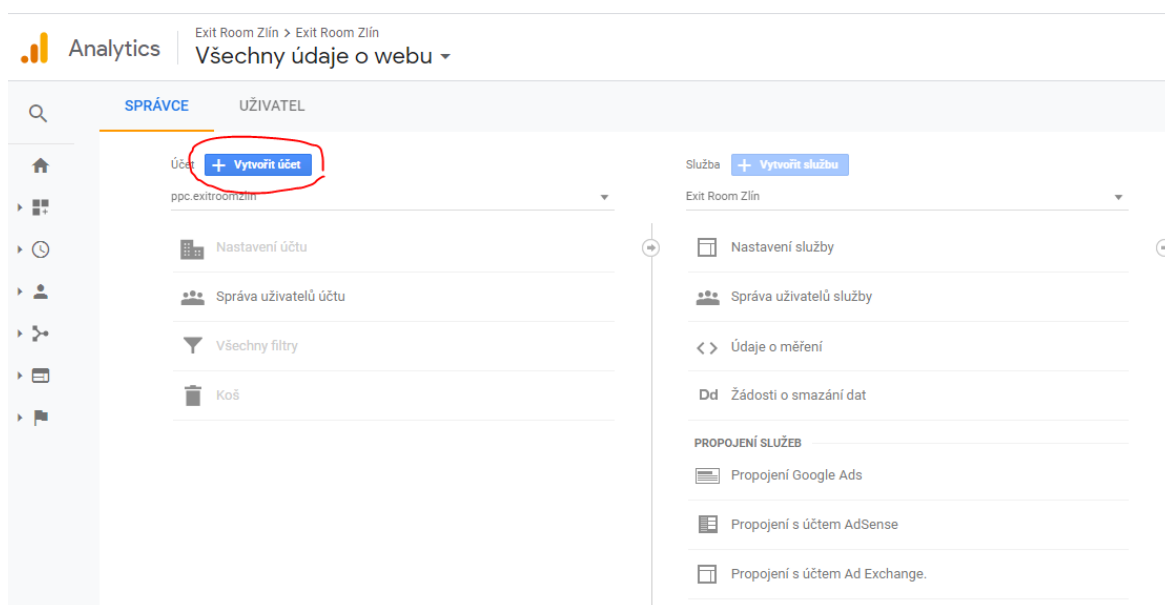 Analytics
Exit Room Zlín > Exit Room Zlín
Všechny údaje o webu
SPRÁVCE
UŽIVATEL
Účet
+ Vytvořit účet
ppc.exitroomzlin
Nastavení účtu
Správa uživatelů účtu
Všechny filtry
Koš
Služba
+ Vytvořit službu
Exit Room Zlín
Nastavení služby
Správa uživatelů služby
Údaje o měření
Dd Žádosti o smazání dat
PROPOJENÍ SLUŽEB
Propojení Google Ads
Propojení s účtem AdSense
Propojení s účtem Ad Exchange.